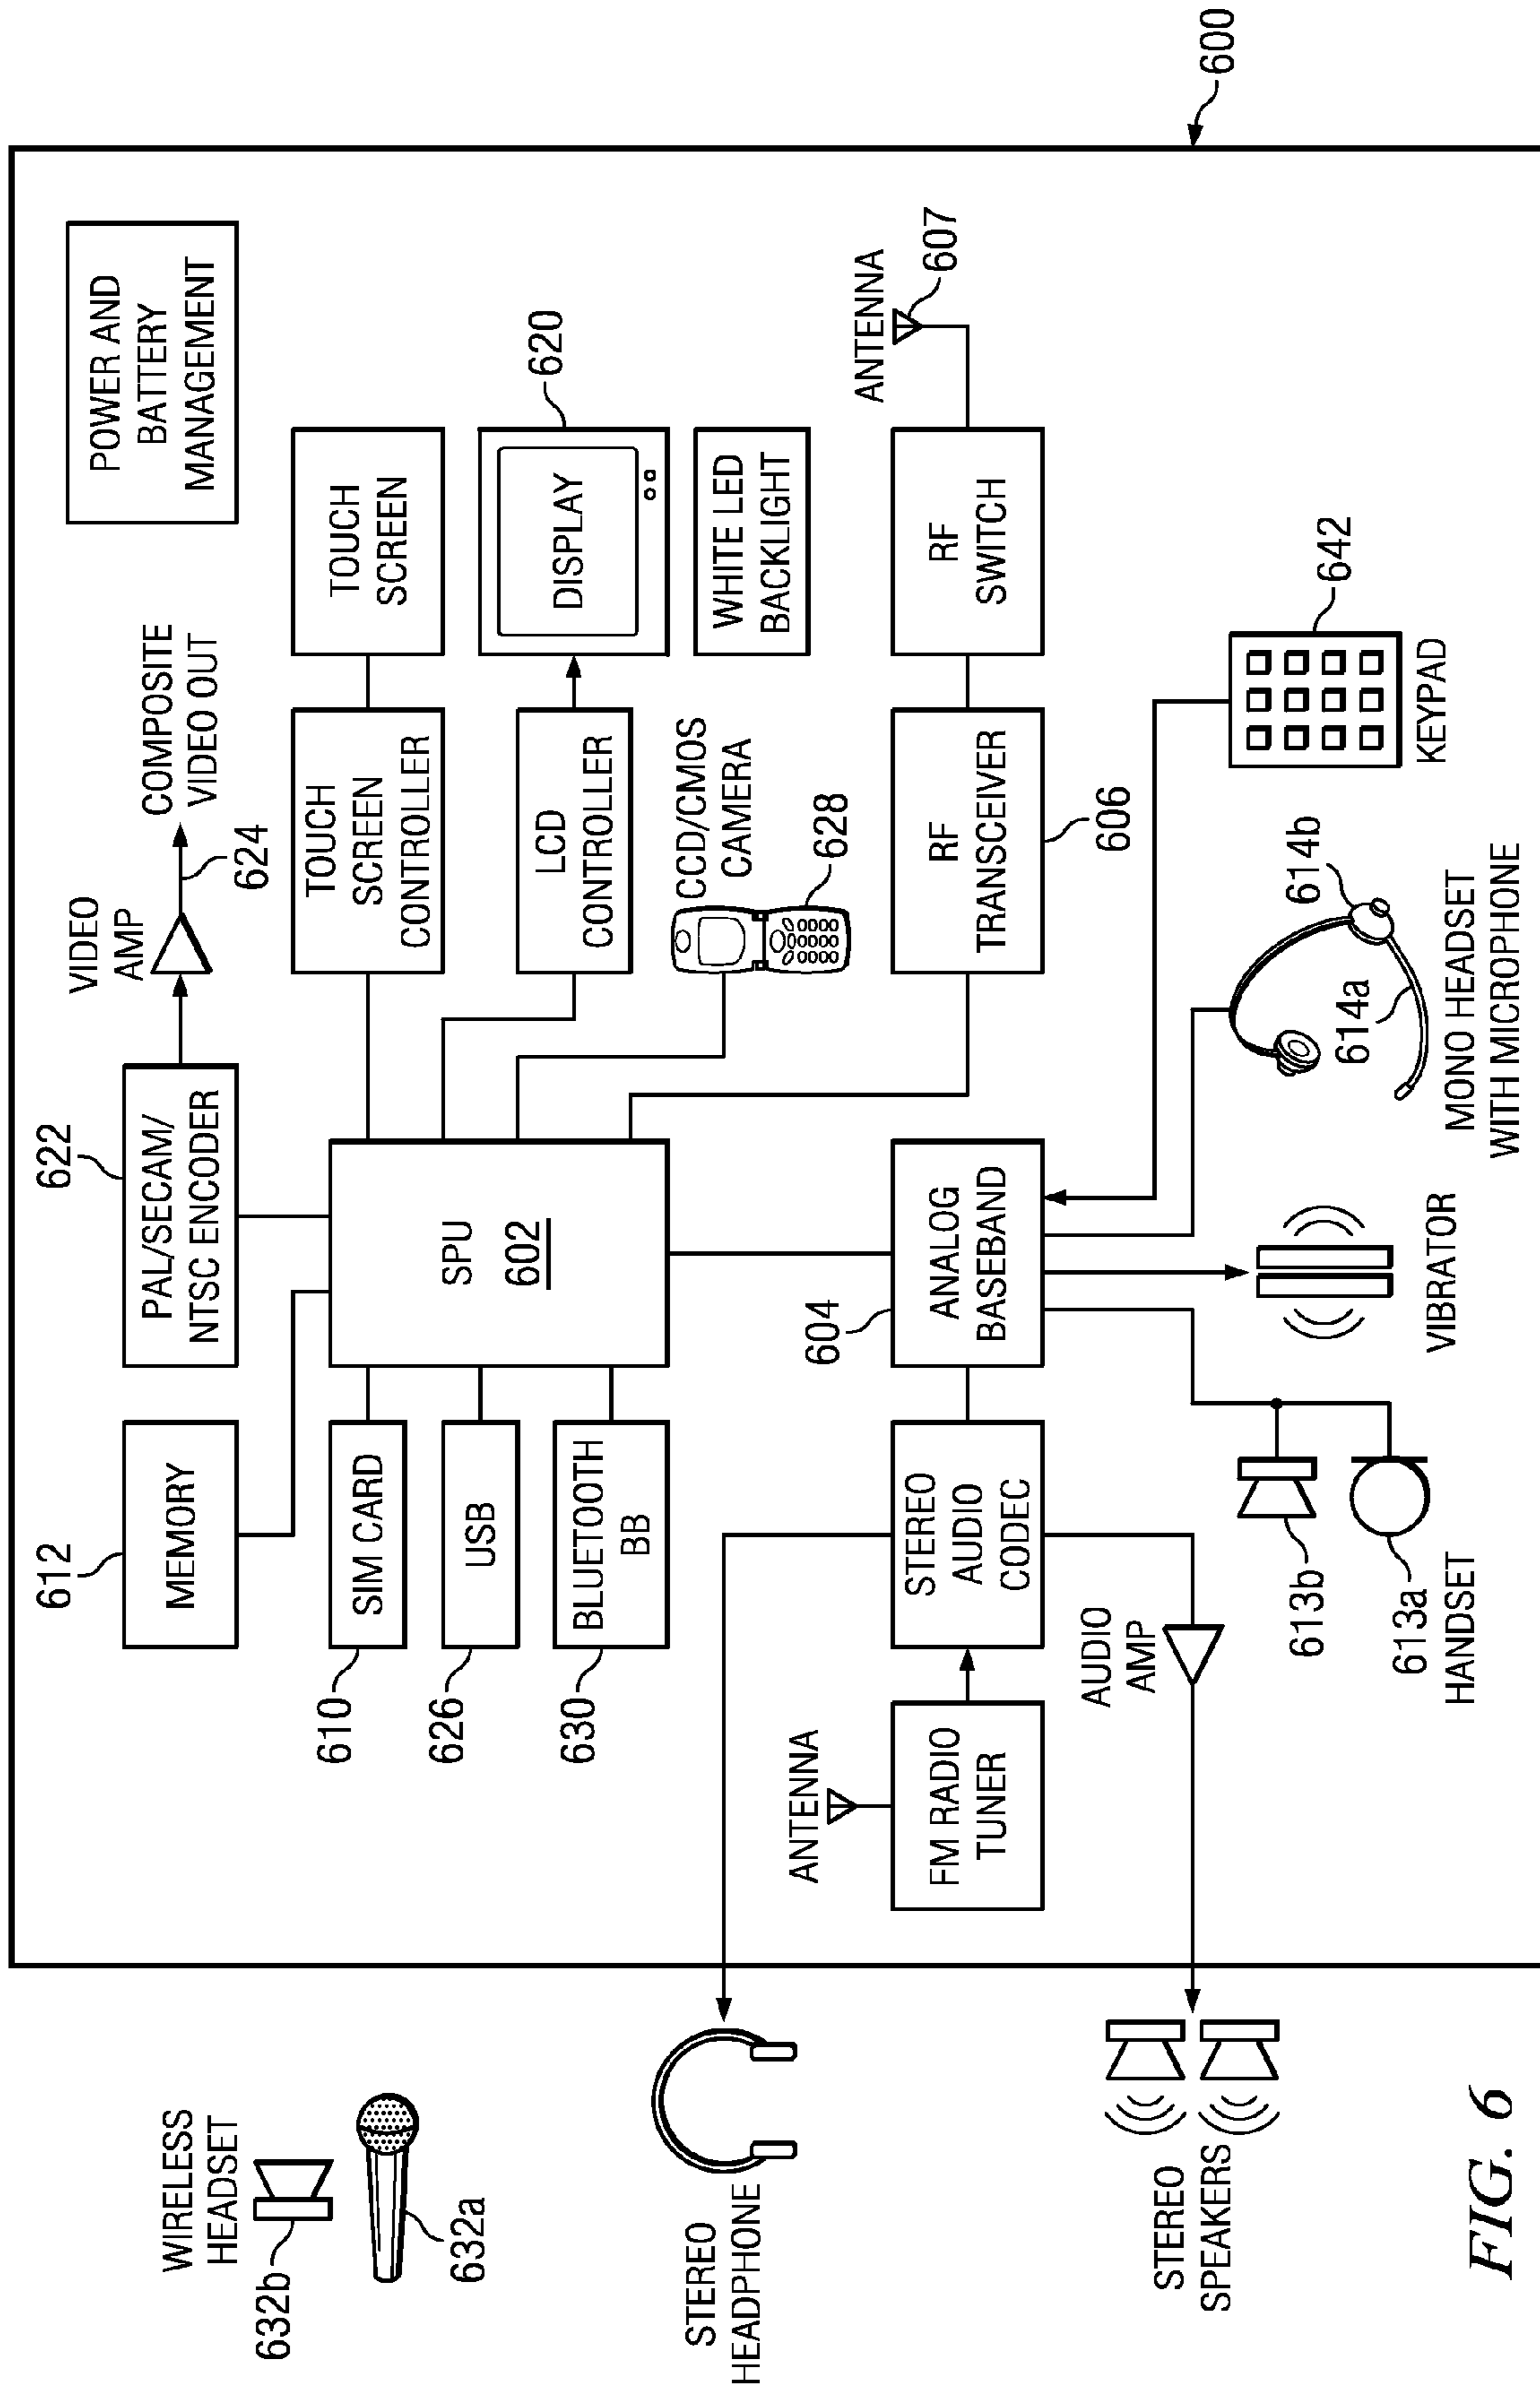 600
WIRELESS
HEADSET
632b
632a
612
MEMORY
622
PAL/SECAM/
NTSC ENCODER
VIDEO
AMP
624
COMPOSITE
VIDEO OUT
POWER AND
BATTERY
MANAGEMENT
610
SIM CARD
626
USB
630
BLUETOOTH
BB
SPU
602
TOUCH
SCREEN
CONTROLLER
TOUCH
SCREEN
LCD
CONTROLLER
DISPLAY
620
CCD/CMOS
CAMERA
628
WHITE LED
BACKLIGHT
STEREO
HEADPHONE
ANTENNA
FM RADIO
TUNER
STEREO
AUDIO
CODEC
604
ANALOG
BASEBAND
RF
TRANSCEIVER
606
RF
SWITCH
ANTENNA
607
STEREO
SPEAKERS
AUDIO
AMP
613b
613a
HANDSET
VIBRATOR
614a
614b
MONO HEADSET
WITH MICROPHONE
642
KEYPAD
FIG. 6